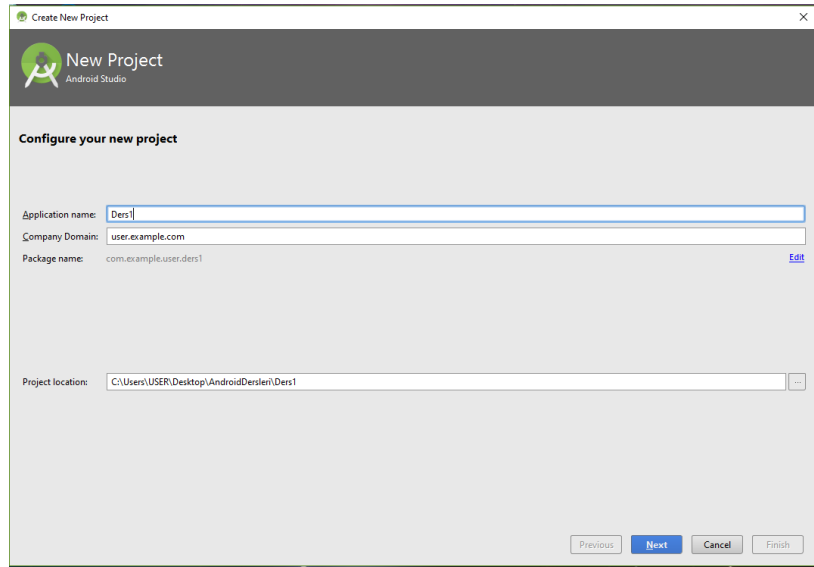 Create New Project
New Project
Android Studio
Configure your new project
Application name: Ders1
Company Domain: user.example.com
Package name: com.example.user.ders1 Edit
Project location: C:\Users\USER\Desktop\AndroidDersleri\Ders1 ...
Previous Next Cancel Finish